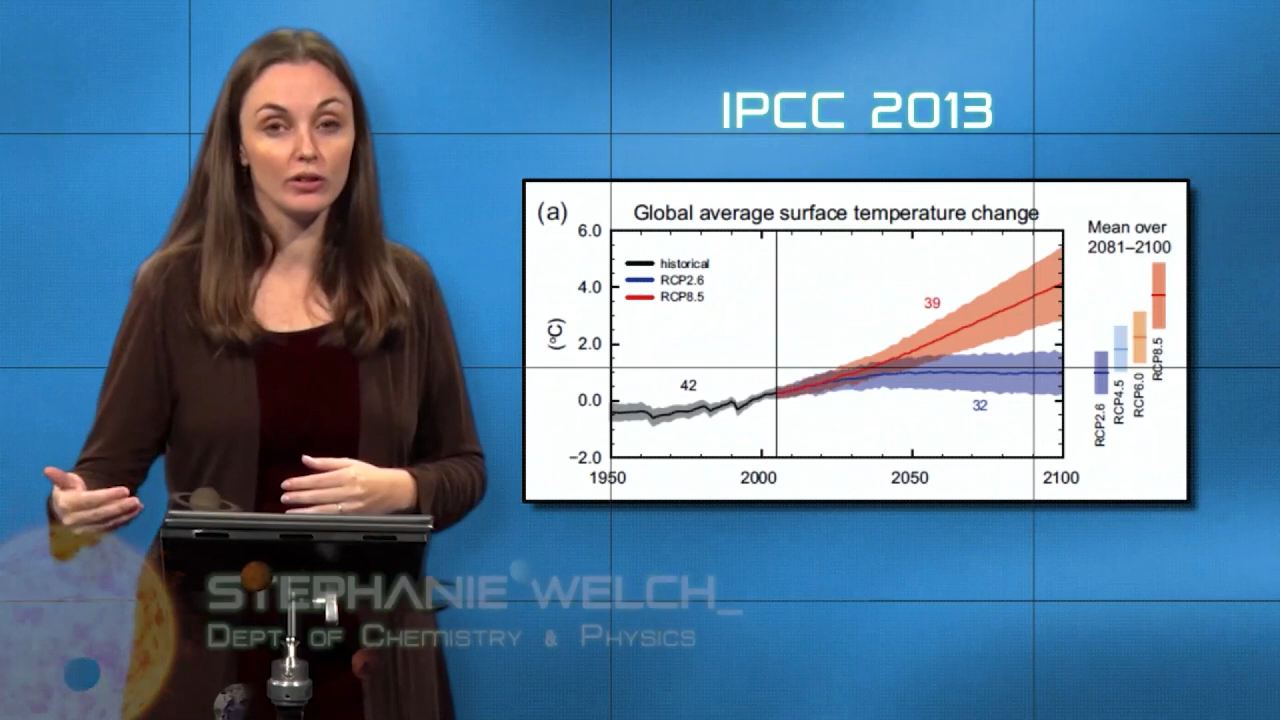 IPCC 2013
(a)
Global average surface temperature change
Mean over
2081–2100
6.0
4.0
2.0
0.0
−2.0
(°C)
historical
RCP2.6
RCP8.5
42
39
32
1950
2000
2050
2100
RCP2.6
RCP4.5
RCP6.0
RCP8.5
STEPHANIE WELCH_
DEPT. OF CHEMISTRY & PHYSICS